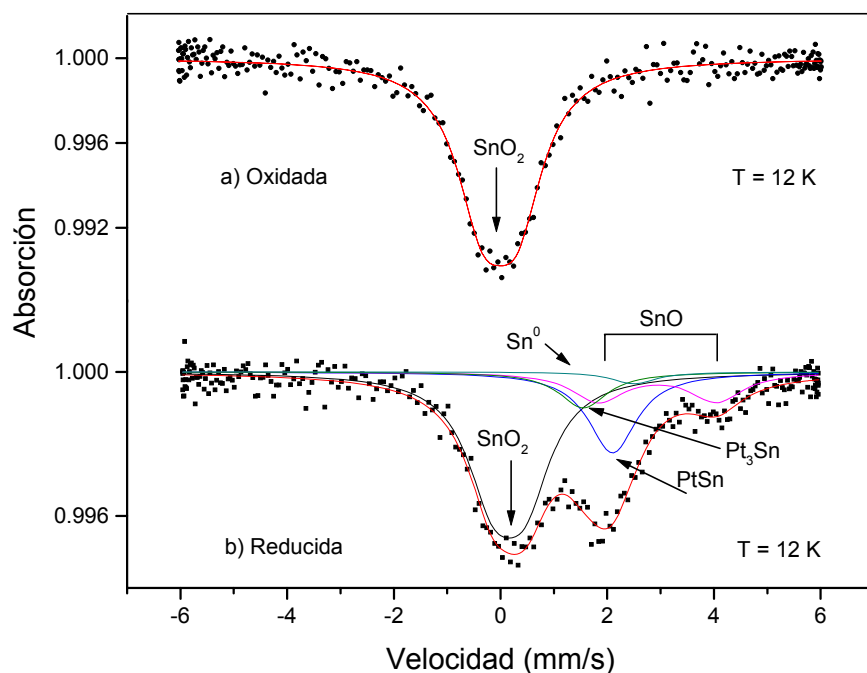 1.000
0.996
0.992
SnO2
a) Oxidada
T = 12 K
Absorción
SnO
Sn0
1.000
SnO2
Pt3Sn
PtSn
0.996
b) Reducida
T = 12 K
-6 -4 -2 0 2 4 6
Velocidad (mm/s)